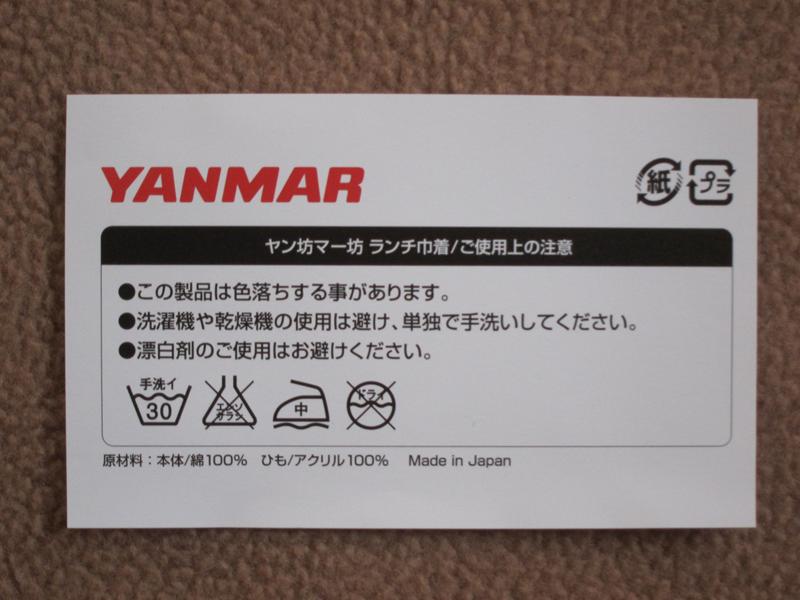 YANMAR
紙 プラ
ヤン坊マー坊 ランチ巾着/ご使用上の注意
●この製品は色落ちする事があります。
●洗濯機や乾燥機の使用は避け、単独で手洗いしてください。
●漂白剤のご使用はお避けください。
手洗イ
30 エンソサラシ 中 ドライ
原材料：本体/綿100% ひも/アクリル100% Made in Japan